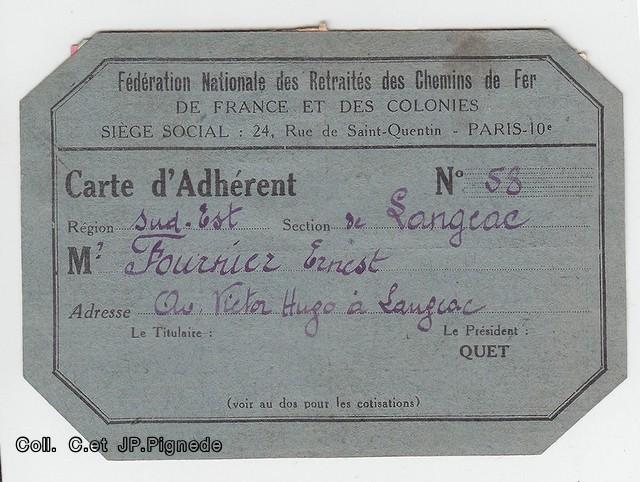 Fédération Nationale des Retraités des Chemins de Fer
DE FRANCE ET DES COLONIES
SIÈGE SOCIAL : 24, Rue de Saint-Quentin - PARIS-10e
Carte d'Adhérent No 58
Région Sud-Est Section de Langeac
Mr Fournier Ernest
Adresse Av. Victor Hugo à Langeac
Le Titulaire : Le Président :
QUET
(voir au dos pour les cotisations)
Coll. C.et JP.Pignede